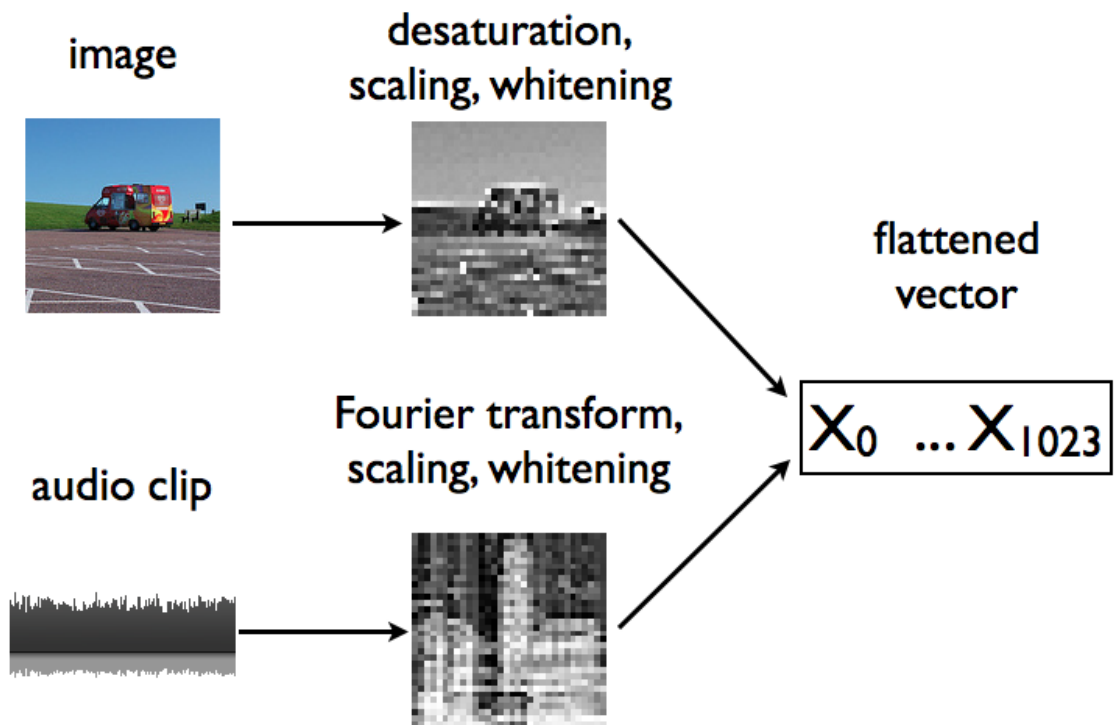 image
desaturation,
scaling, whitening
flattened
vector
X0 ... X1023
Fourier transform,
scaling, whitening
audio clip